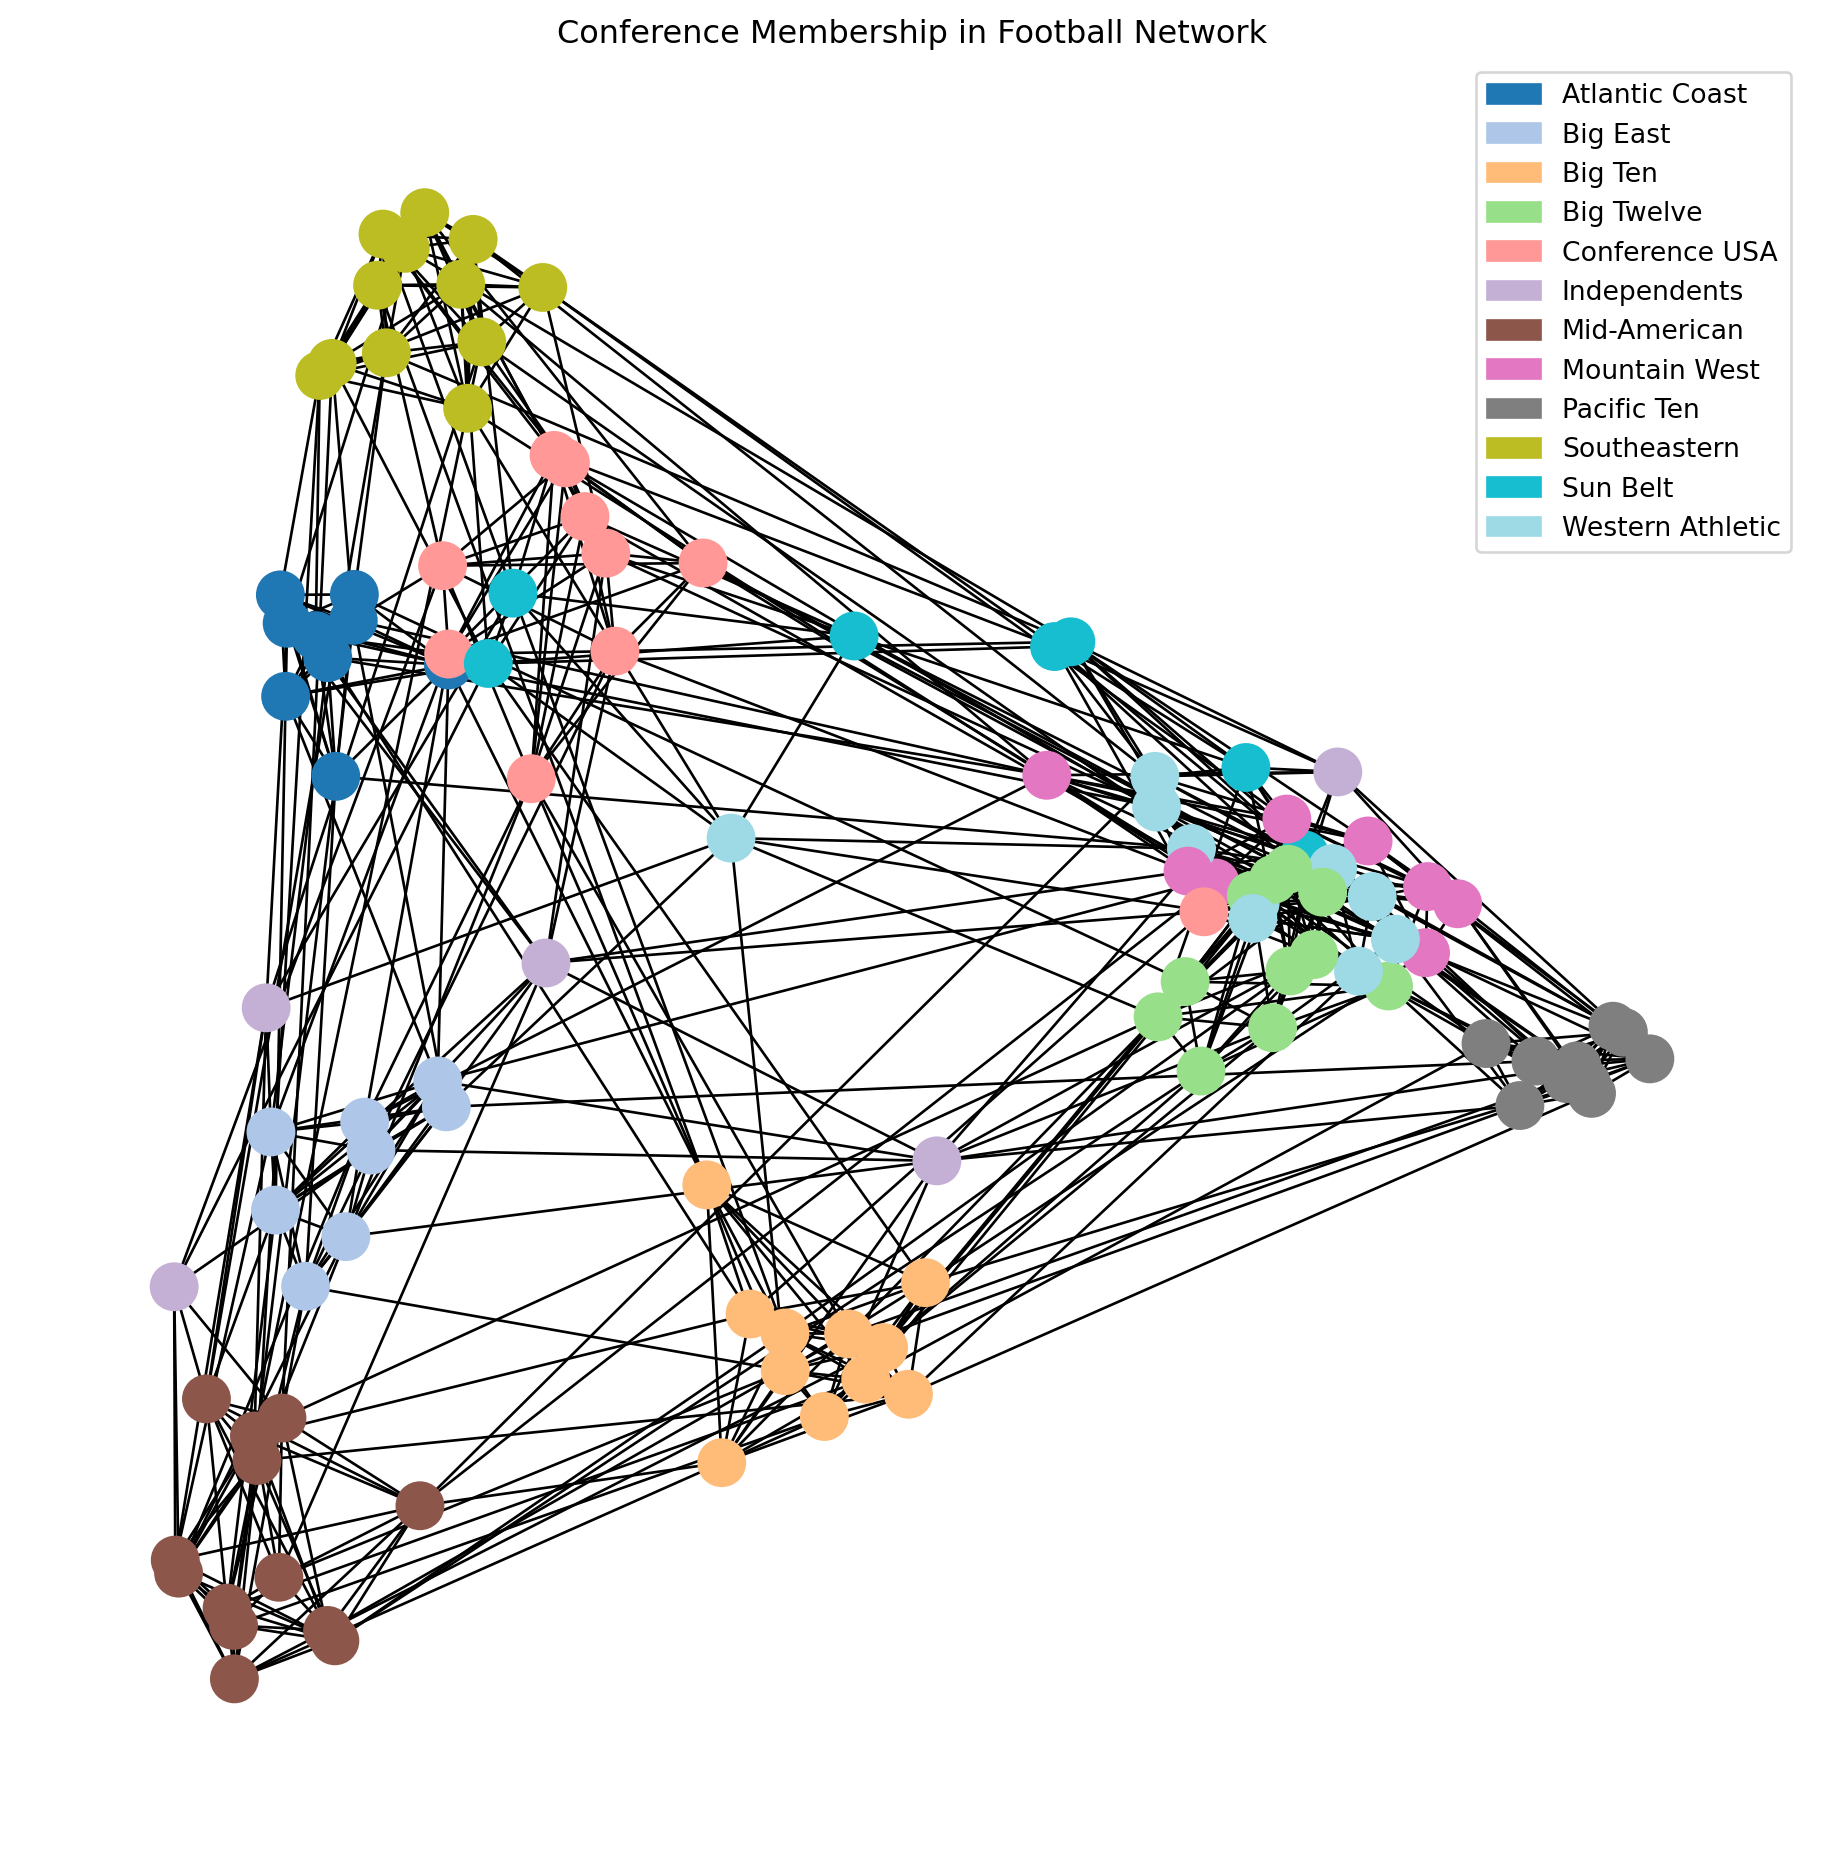 Conference Membership in Football Network
Atlantic Coast
Big East
Big Ten
Big Twelve
Conference USA
Independents
Mid-American
Mountain West
Pacific Ten
Southeastern
Sun Belt
Western Athletic